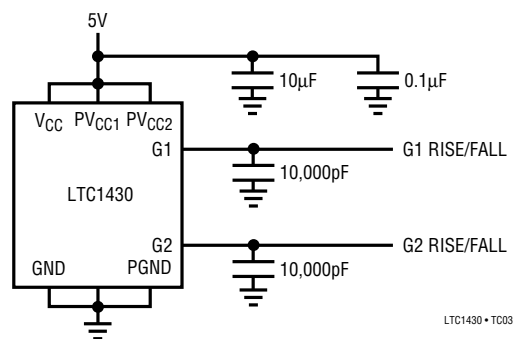 5V
10µF
0.1µF
VCC PVCC1 PVCC2
G1
G1 RISE/FALL
10,000pF
LTC1430
G2
G2 RISE/FALL
GND
PGND
10,000pF
LTC1430 • TC03